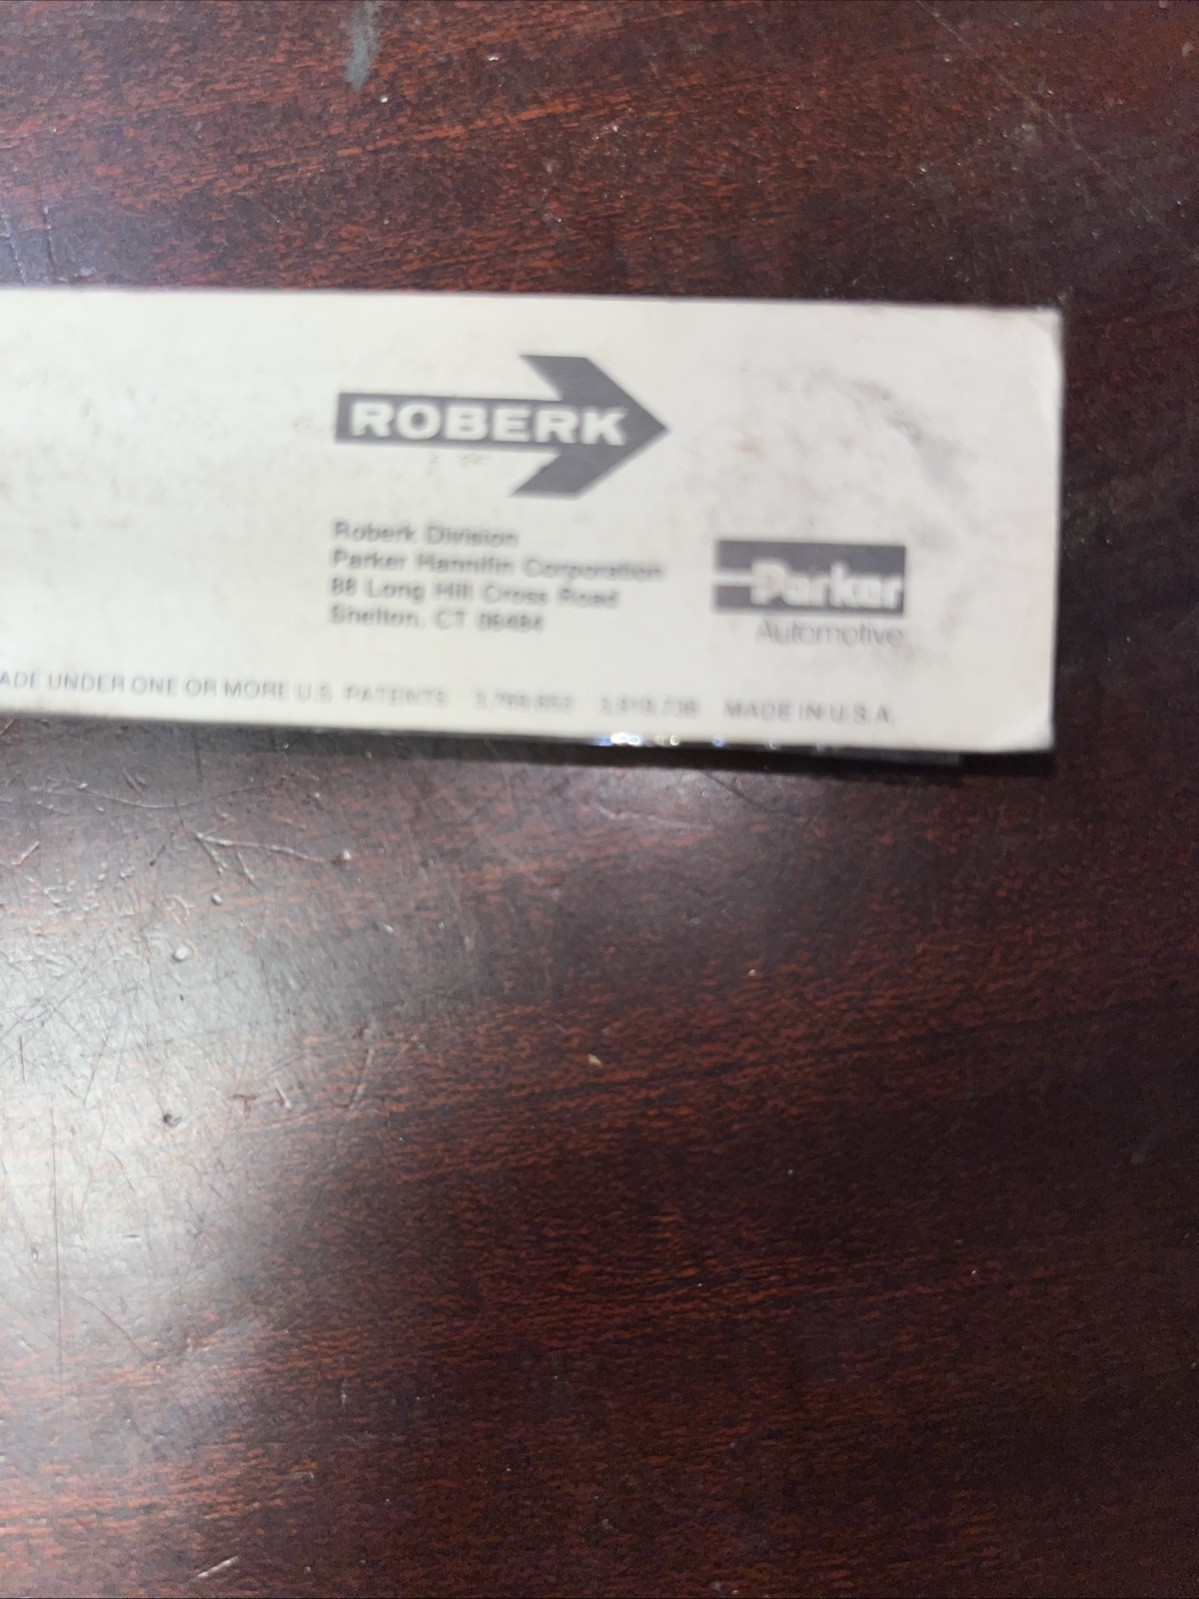 ROBERK
Roberk Division
Parker Hannifin Corporation
88 Long Hill Cross Road
Shelton, CT 06484
Parker
Automotive
ADE UNDER ONE OR MORE U.S. PATENTS MADE IN U.S.A.